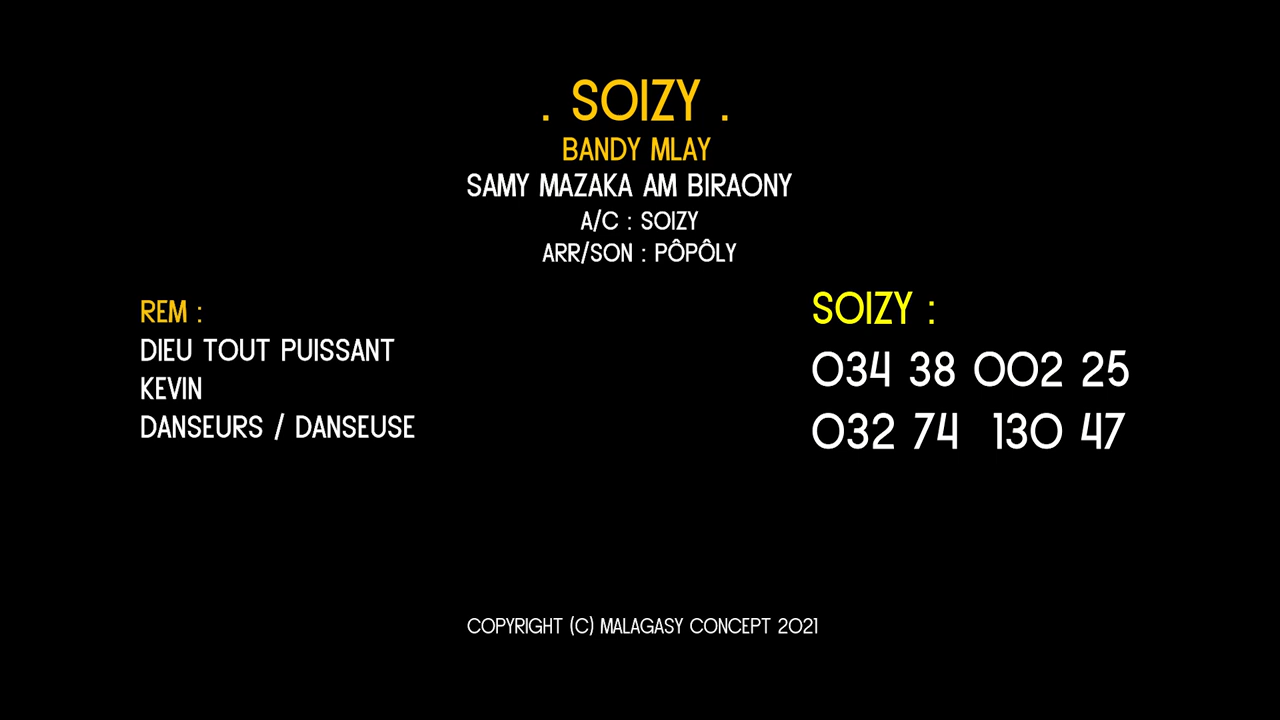 . SOIZY .
BANDY MLAY
SAMY MAZAKA AM BIRAONY
A/C : SOIZY
ARR/SON : PÔPÔLY
REM :
DIEU TOUT PUISSANT
KEVIN
DANSEURS / DANSEUSE
SOIZY :
034 38 002 25
032 74 130 47
COPYRIGHT (C) MALAGASY CONCEPT 2021